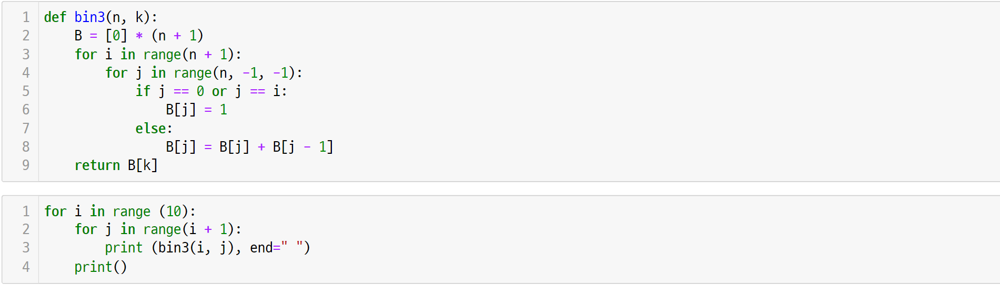 1 def bin3(n, k):
2     B = [0] * (n + 1)
3     for i in range(n + 1):
4         for j in range(n, -1, -1):
5             if j == 0 or j == i:
6                 B[j] = 1
7             else:
8                 B[j] = B[j] + B[j - 1]
9     return B[k]
1 for i in range (10):
2     for j in range(i + 1):
3         print (bin3(i, j), end=" ")
4     print()